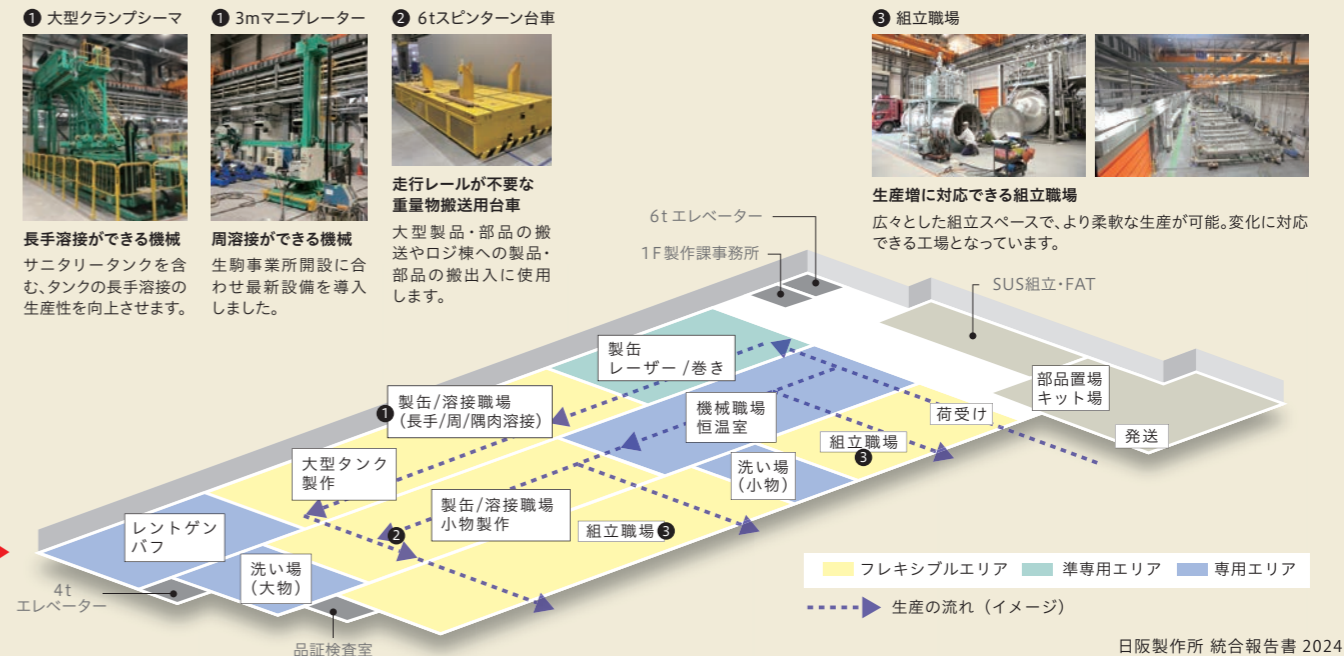 ❶ 大型クランプシーマ
長手溶接ができる機械
サニタリータンクを含
む、タンクの長手溶接の
生産性を向上させます。
❶ 3mマニプレーター
周溶接ができる機械
生駒事業所開設に合
わせ最新設備を導入
しました。
❷ 6tスピンターン台車
走行レールが不要な
重量物搬送用台車
大型製品・部品の搬
送やロジ棟への製品・
部品の搬出入に使用
します。
❸ 組立職場
生産増に対応できる組立職場
広々とした組立スペースで、より柔軟な生産が可能。変化に対応
できる工場となっています。
6t エレベーター
1F製作課事務所
SUS組立・FAT
製缶
レーザー/巻き
部品置場
キット場
❶
製缶/溶接職場
(長手/周/隅肉溶接)
機械職場
恒温室
荷受け
発送
組立職場
❸
大型タンク
製作
洗い場
(小物)
製缶/溶接職場
小物製作
❷
組立職場❸
レントゲン
バフ
洗い場
(大物)
4t
エレベーター
品証検査室
フレキシブルエリア 準専用エリア 専用エリア
生産の流れ（イメージ）
日阪製作所 統合報告書 2024